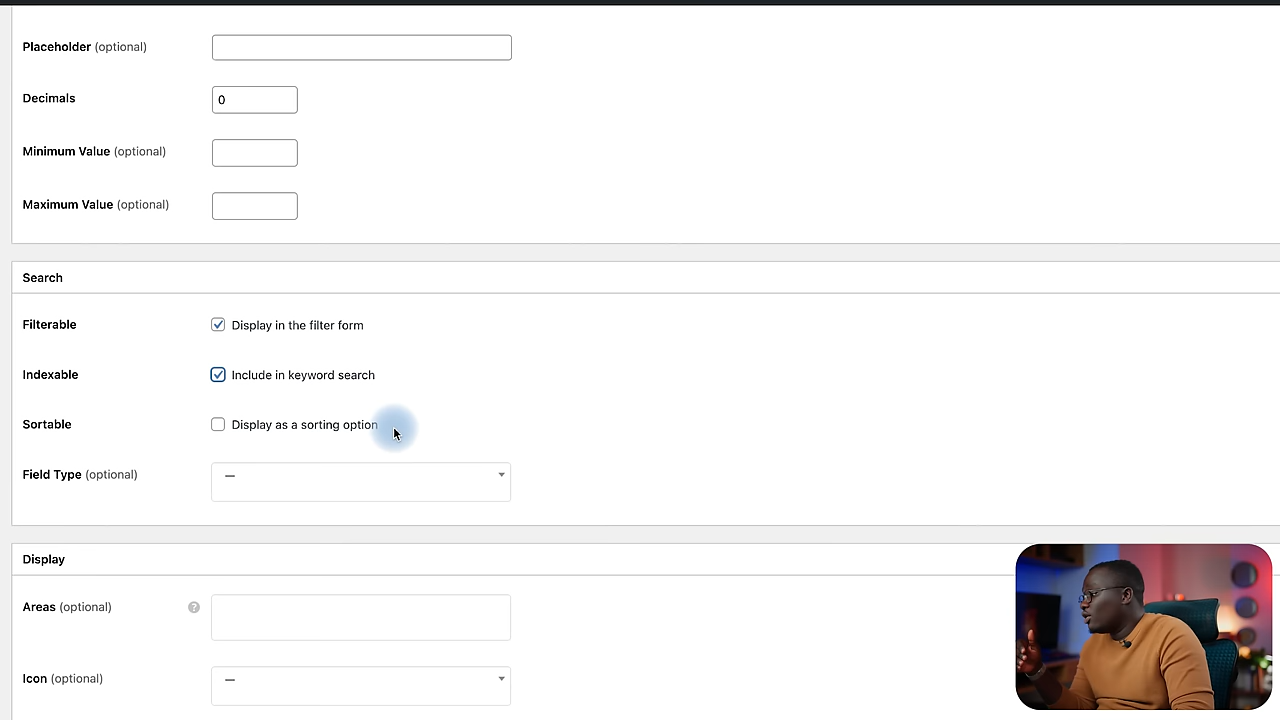 Placeholder (optional)
Decimals
0
Minimum Value (optional)
Maximum Value (optional)
Search
Filterable
Display in the filter form
Indexable
Include in keyword search
Sortable
Display as a sorting option
Field Type (optional)
—
Display
Areas (optional)
?
Icon (optional)
—